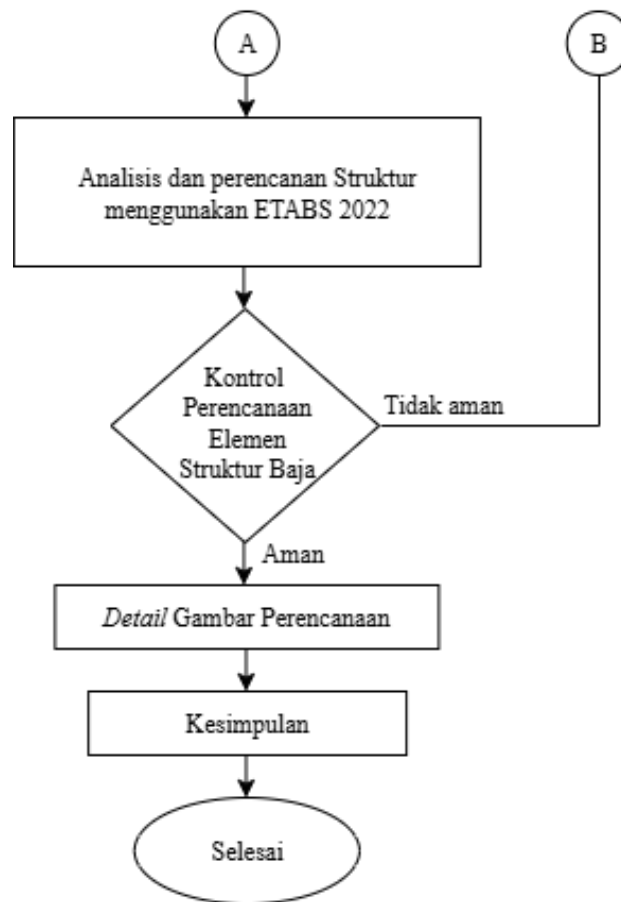 A
B
Analisis dan perencanan Struktur
menggunakan ETABS 2022
Kontrol
Perencanaan
Elemen
Struktur Baja
Tidak aman
Aman
Detail Gambar Perencanaan
Kesimpulan
Selesai